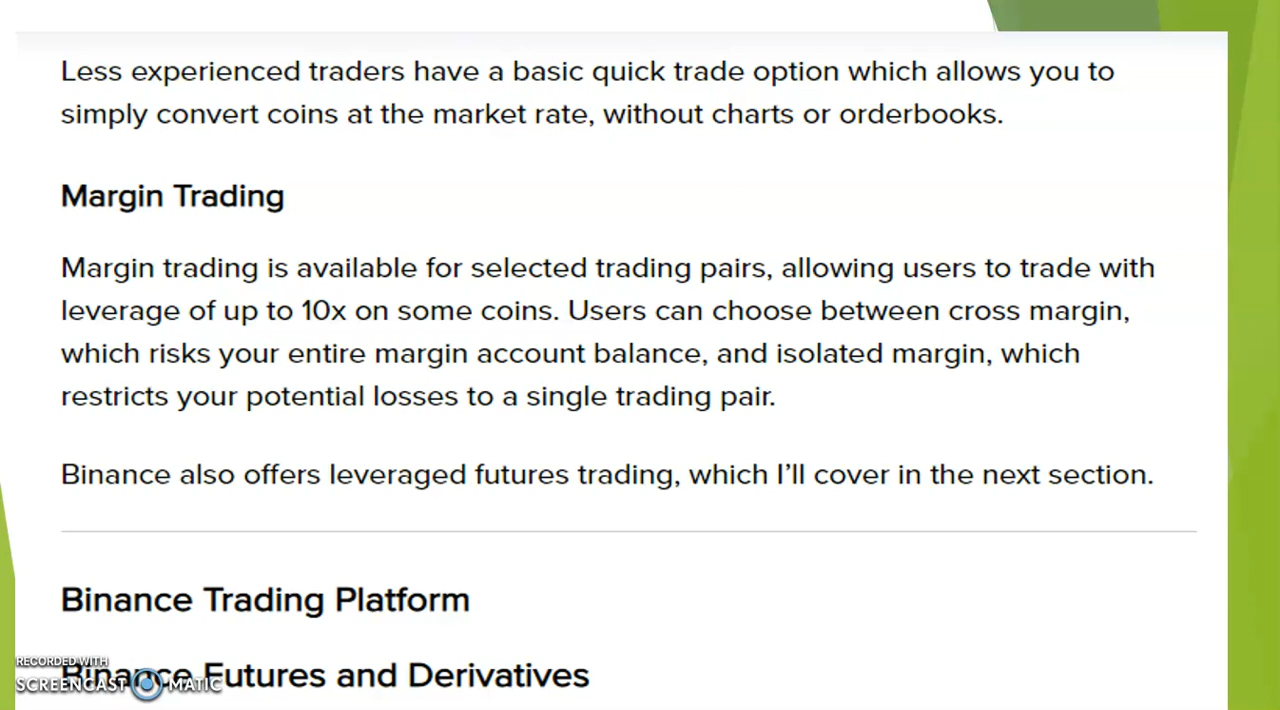 Less experienced traders have a basic quick trade option which allows you to
simply convert coins at the market rate, without charts or orderbooks.
Margin Trading
Margin trading is available for selected trading pairs, allowing users to trade with
leverage of up to 10x on some coins. Users can choose between cross margin,
which risks your entire margin account balance, and isolated margin, which
restricts your potential losses to a single trading pair.
Binance also offers leveraged futures trading, which I'll cover in the next section.
Binance Trading Platform
Binance Futures and Derivatives
RECORDED WITH
SCREENCAST MATIC